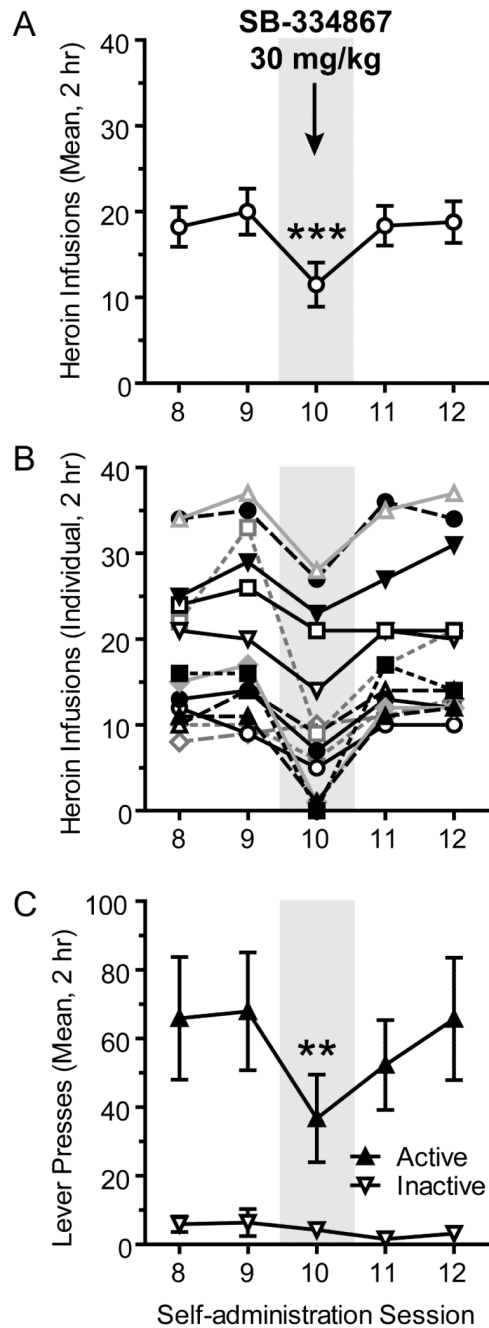 A
SB-334867
30 mg/kg
Heroin Infusions (Mean, 2 hr)
40
30
20
10
0
***
8 9 10 11 12
B
Heroin Infusions (Individual, 2 hr)
40
30
20
10
0
8 9 10 11 12
C
Lever Presses (Mean, 2 hr)
100
80
60
40
20
0
**
Active
Inactive
8 9 10 11 12
Self-administration Session